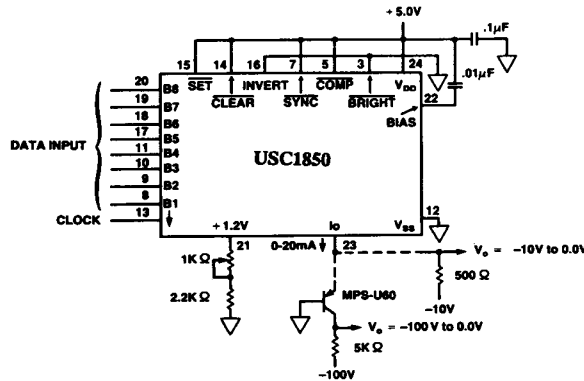 + 5.0V
.1μF
15 14 16 7 5 3 24
SET INVERT COMP VDD
CLEAR SYNC BRIGHT
.01μF
22
BIAS
20 B8
19 B7
18 B6
17 B5
DATA INPUT
11 B4
10 B3
9 B2
8 B1
CLOCK 13
USC1850
+ 1.2V Io VSS 12
21 0-20mA 23
1KΩ
2.2KΩ
Vo = -10V to 0.0V
500 Ω
-10V
MPS-U60
Vo = -100V to 0.0V
5K Ω
-100V